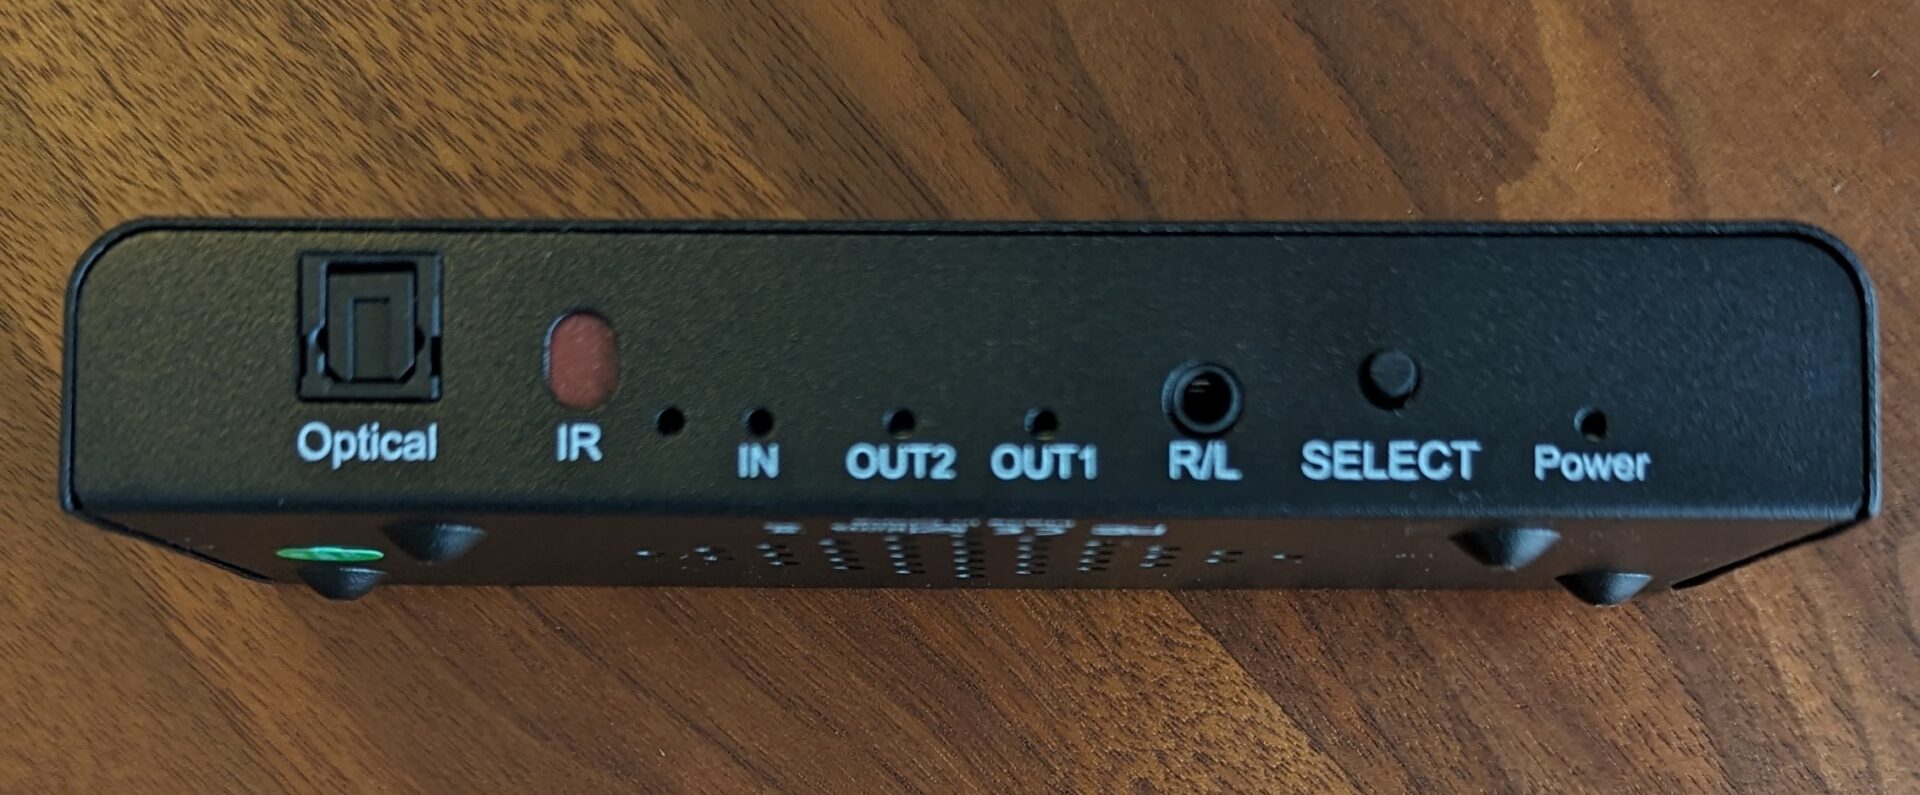 Optical
IR
IN
OUT2
OUT1
R/L
SELECT
Power